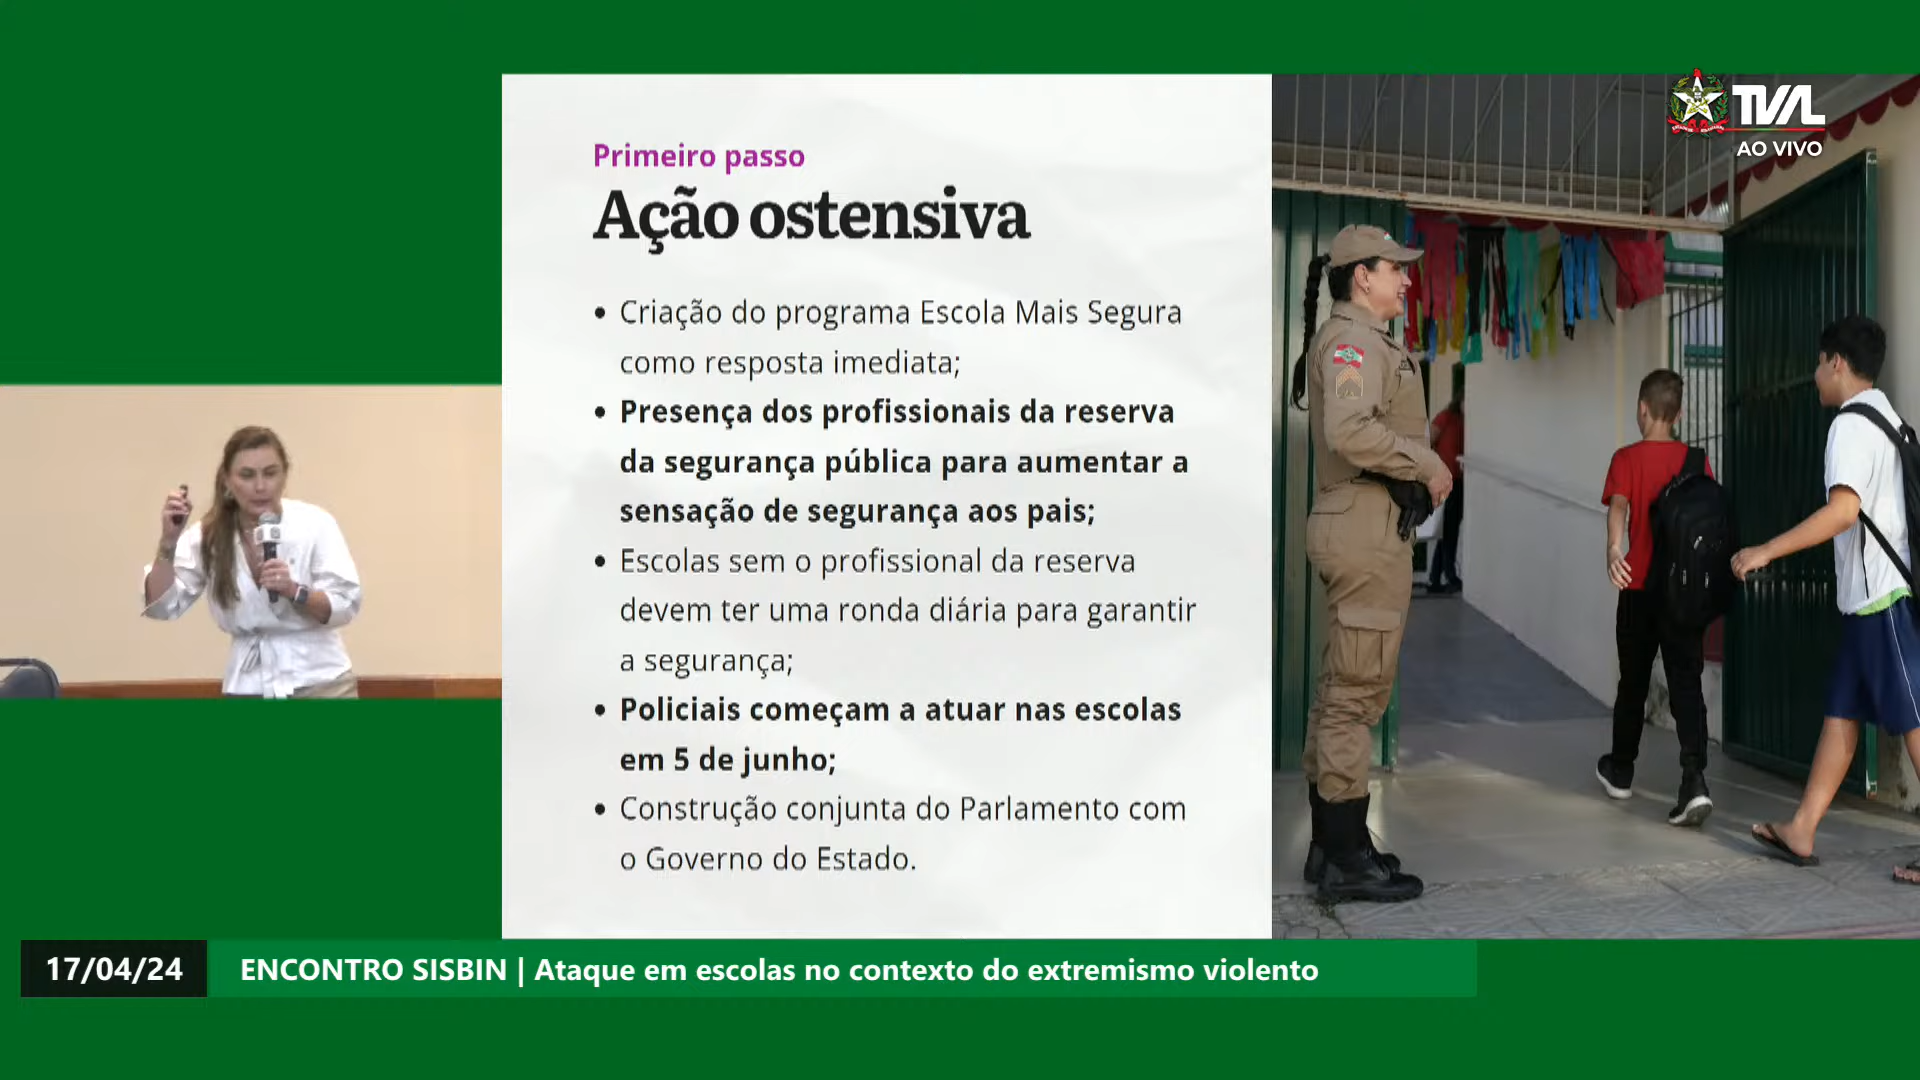 TVAL
AO VIVO
Primeiro passo
Ação ostensiva
• Criação do programa Escola Mais Segura
como resposta imediata;
• Presença dos profissionais da reserva
da segurança pública para aumentar a
sensação de segurança aos pais;
• Escolas sem o profissional da reserva
devem ter uma ronda diária para garantir
a segurança;
• Policiais começam a atuar nas escolas
em 5 de junho;
• Construção conjunta do Parlamento com
o Governo do Estado.
17/04/24
ENCONTRO SISBIN | Ataque em escolas no contexto do extremismo violento